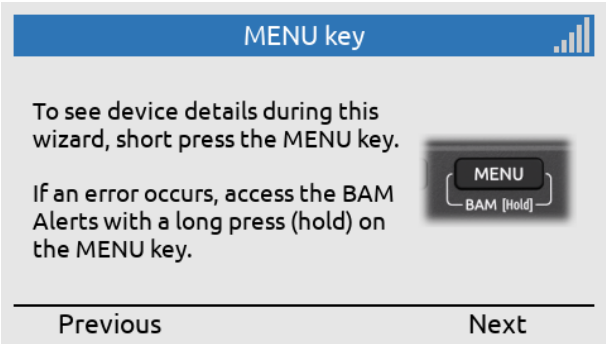 MENU key
To see device details during this
wizard, short press the MENU key.
If an error occurs, access the BAM
Alerts with a long press (hold) on
the MENU key.
MENU
BAM [Hold]
Previous
Next